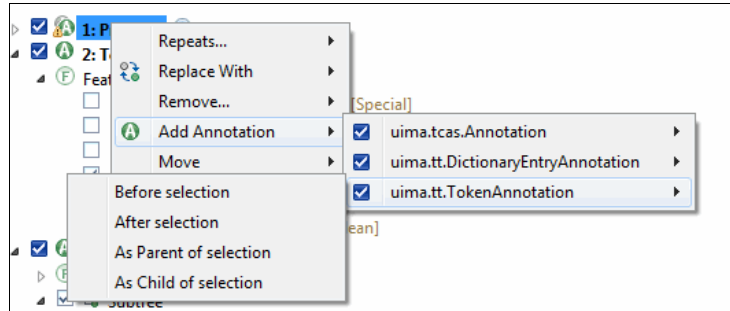 1: P
2: T
Feat
Repeats...
Replace With
Remove...
[Special]
Add Annotation
uima.tcas.Annotation
Move
uima.tt.DictionaryEntryAnnotation
Before selection
uima.tt.TokenAnnotation
After selection
ean]
As Parent of selection
As Child of selection
Subtree